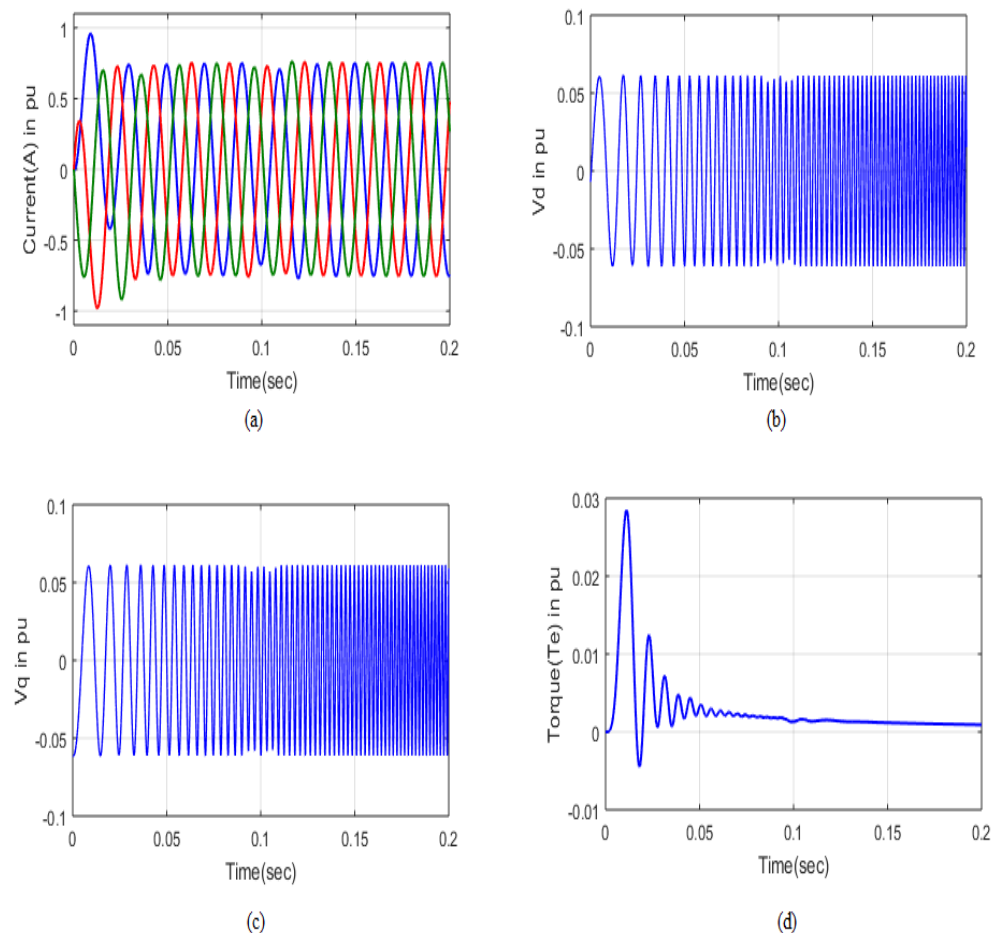 Current(A) in pu
1
0.5
0
-0.5
-1
0 0.05 0.1 0.15 0.2
Time(sec)
(a)
Vd in pu
0.1
0.05
0
-0.05
-0.1
0 0.05 0.1 0.15 0.2
Time(sec)
(b)
Vq in pu
0.1
0.05
0
-0.05
-0.1
0 0.05 0.1 0.15 0.2
Time(sec)
(c)
Torque(Te) in pu
0.03
0.02
0.01
0
-0.01
0 0.05 0.1 0.15 0.2
Time(sec)
(d)